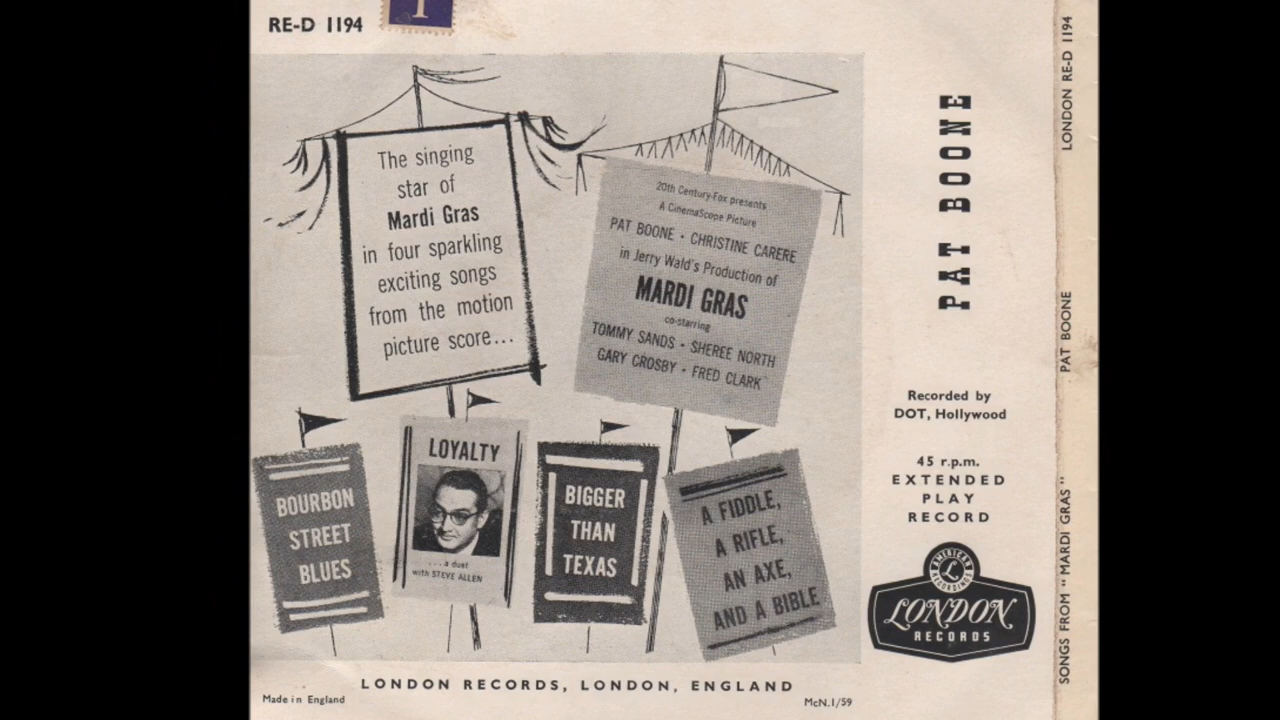 RE-D 1194
1
The singing
star of
Mardi Gras
in four sparkling
exciting songs
from the motion
picture score...
20th Century-Fox presents
A CinemaScope Picture
PAT BOONE · CHRISTINE CARERE
in Jerry Wald's Production of
MARDI GRAS
co-starring
TOMMY SANDS · SHEREE NORTH
GARY CROSBY · FRED CLARK
BOURBON
STREET
BLUES
LOYALTY
...a duet
with STEVE ALLEN
BIGGER
THAN
TEXAS
A FIDDLE,
A RIFLE,
AN AXE,
AND A BIBLE
PAT BOONE
Recorded by
DOT, Hollywood
45 r.p.m.
EXTENDED
PLAY
RECORD
AMERICAN
L
RECORDINGS
LONDON
RECORDS
LONDON RECORDS, LONDON, ENGLAND
Made in England
McN.1/59
SONGS FROM "MARDI GRAS"
PAT BOONE
LONDON RE-D 1194